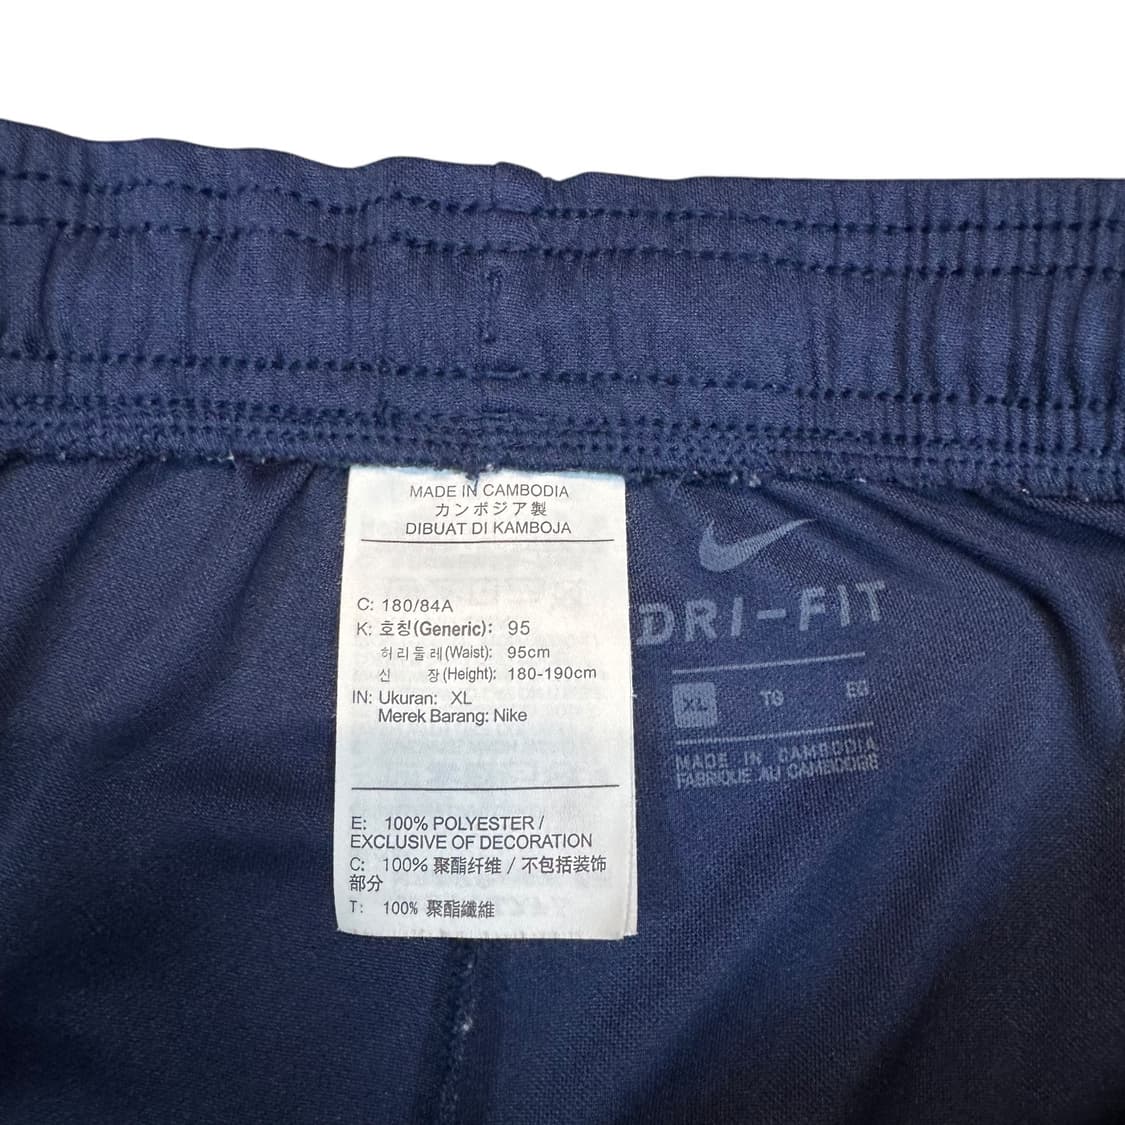 MADE IN CAMBODIA
カンボジア製
DIBUAT DI KAMBOJA
C: 180/84A
K: 호칭(Generic): 95
허리둘레(Waist): 95cm
신 장(Height): 180-190cm
IN: Ukuran: XL
Merek Barang: Nike
E: 100% POLYESTER /
EXCLUSIVE OF DECORATION
C: 100% 聚酯纤维 / 不包括装饰
部分
T: 100% 聚酯纖維
DRI-FIT
XL TG EG
MADE IN CAMBODIA
FABRIQUÉ AU CAMBODGE